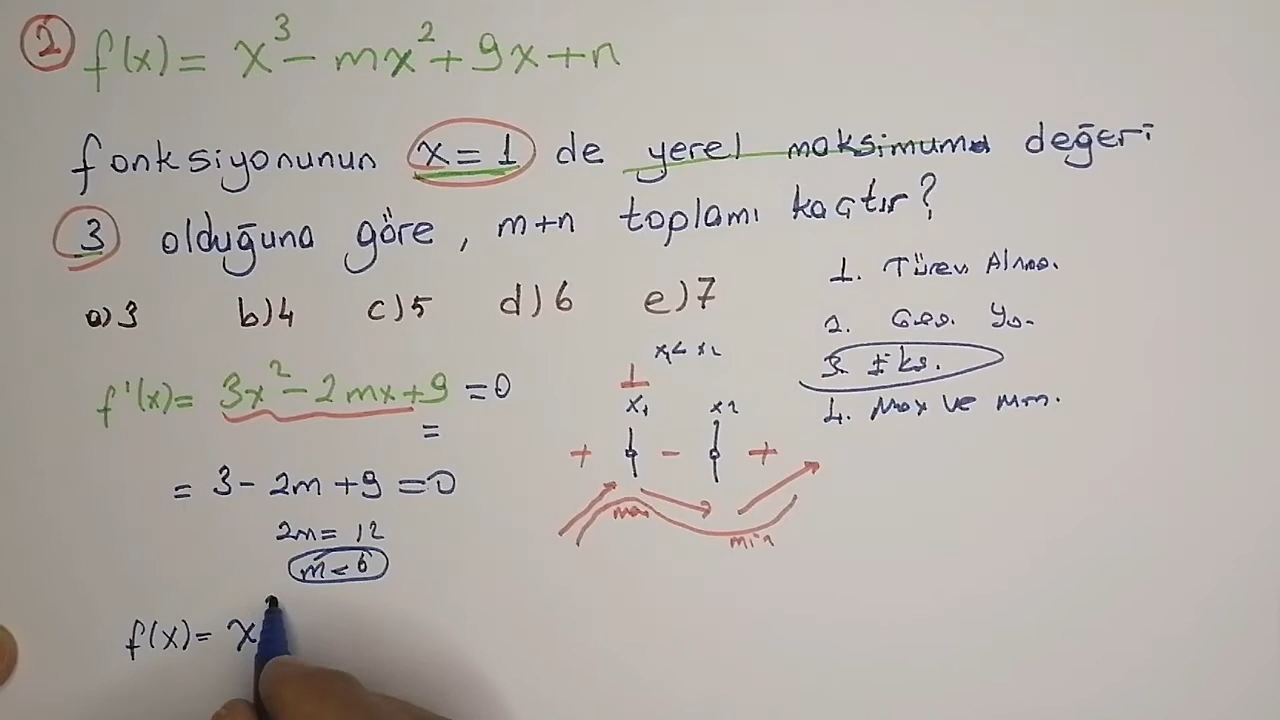 2 f(x) = x³ - mx² + 9x + n
fonksiyonunun x = 1 de yerel maksimum değeri
3 olduğuna göre, m+n toplamı kaçtır?
a) 3 b) 4 c) 5 d) 6 e) 7
1. Türev Alma.
2.
3. Eks.
4. Max ve Min.
f'(x) = 3x² - 2mx + 9 = 0
=
= 3 - 2m + 9 = 0
2m = 12
m = 6
f(x) = x
x₁ < x₂
1
x₁ x₂
+ - +
max
min